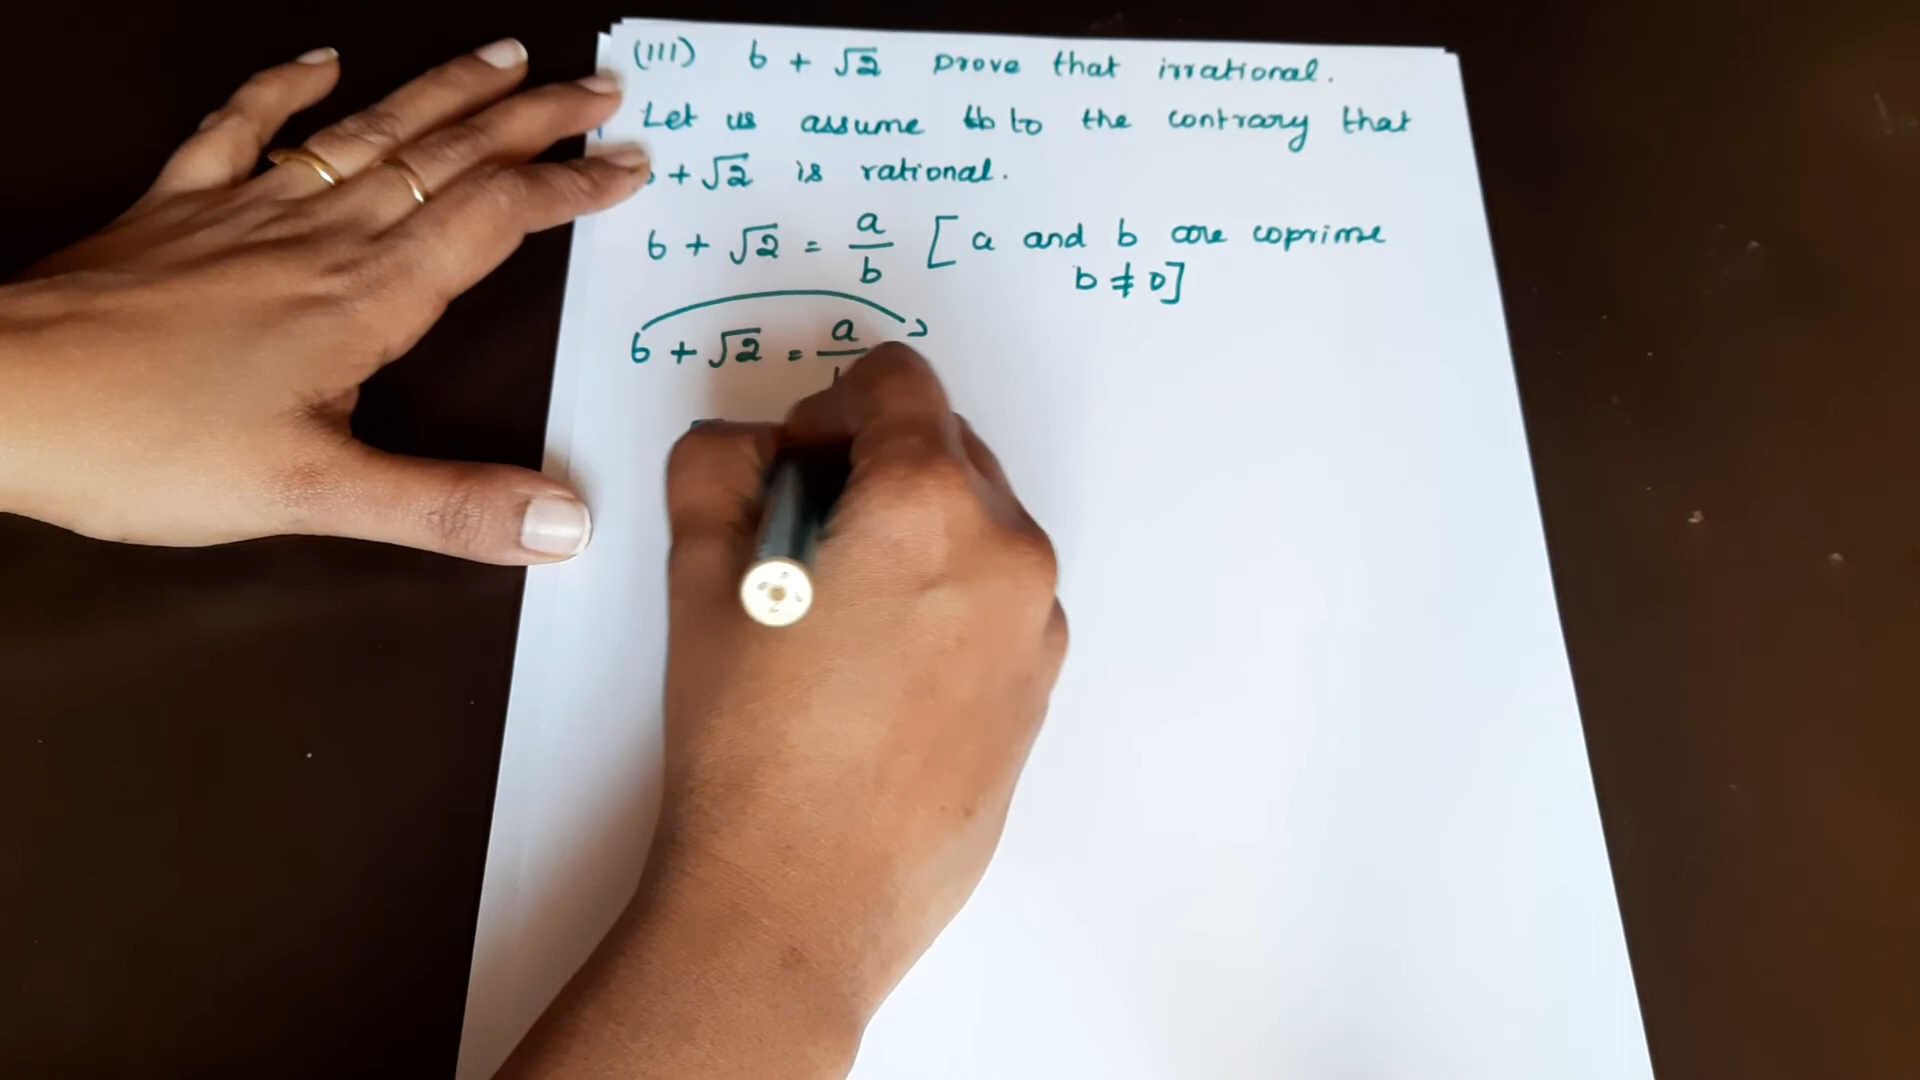 (III) 6 + √2 prove that irrational.
Let us assume to the contrary that
+ √2 is rational.
6 + √2 = a/b [a and b are coprime
b ≠ 0]
6 + √2 = a